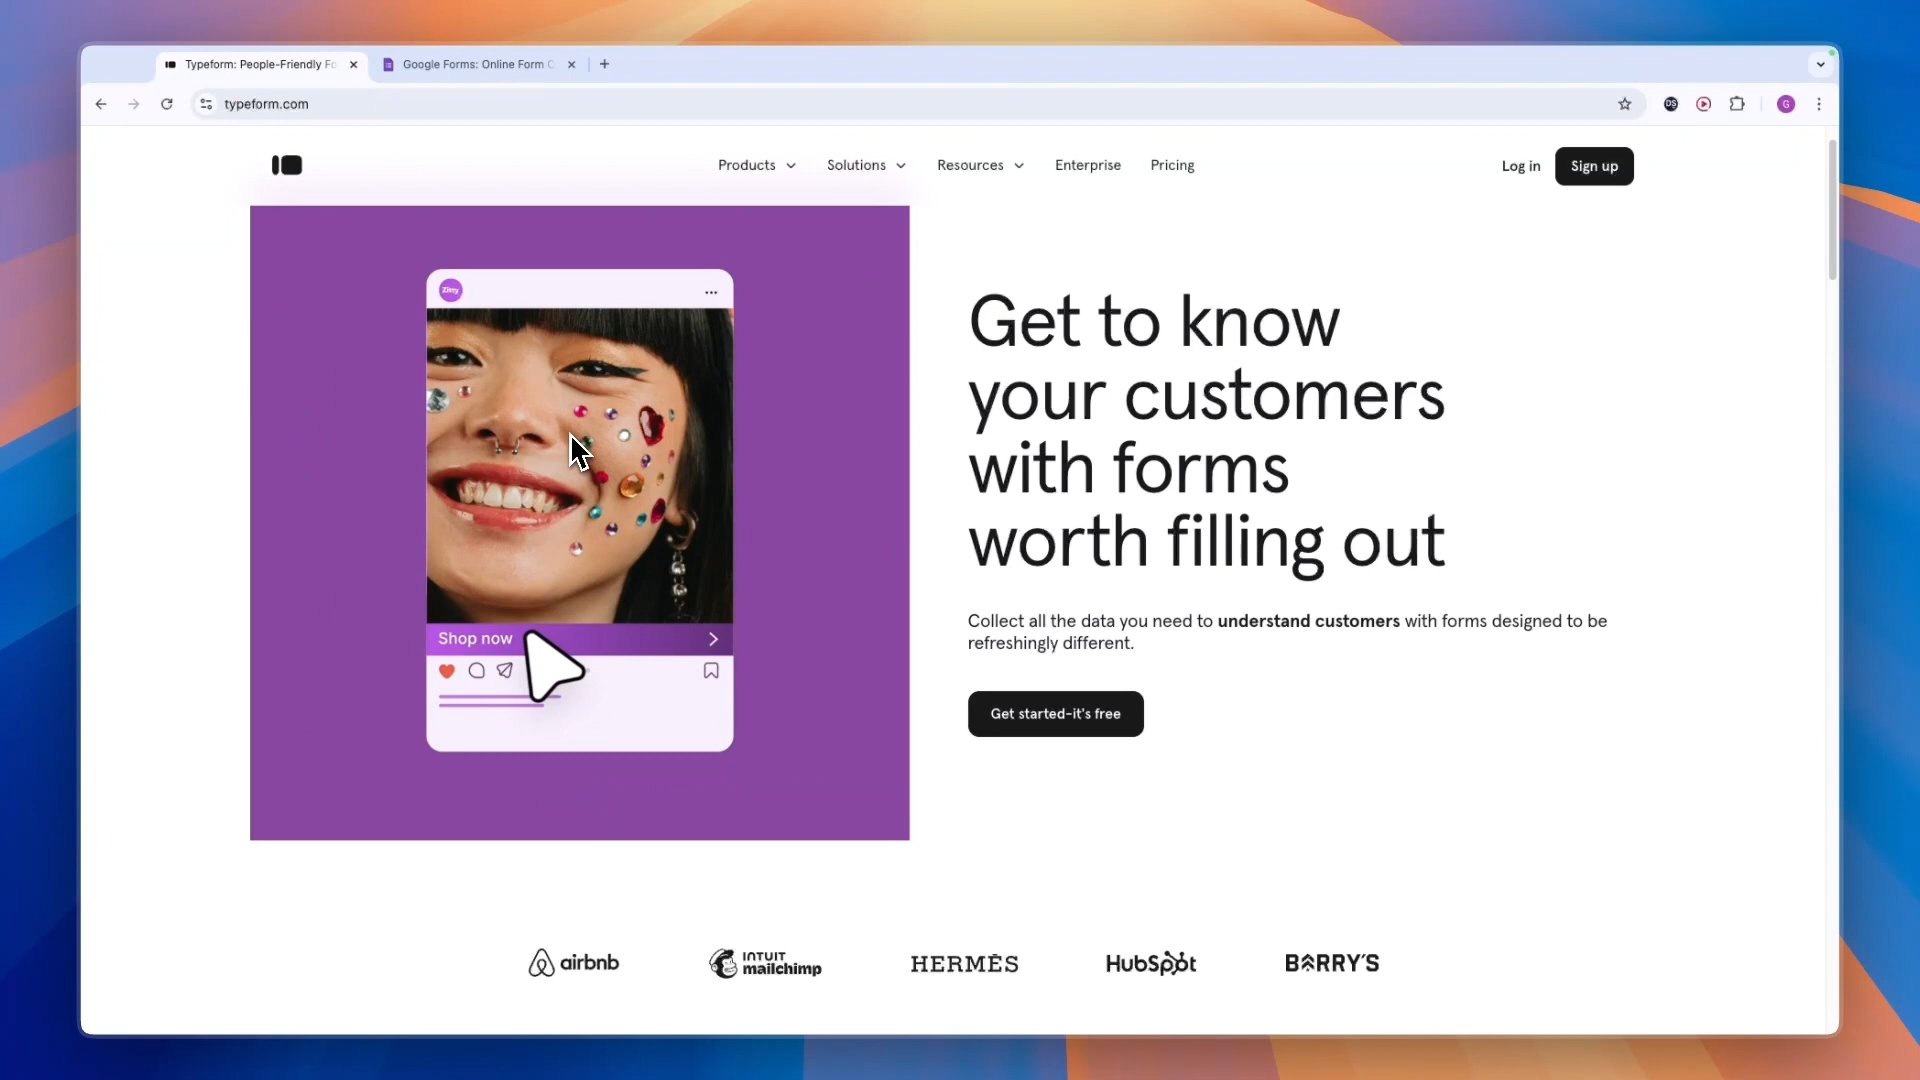 Typeform: People-Friendly Fo
Google Forms: Online Form C
typeform.com
G
Products
Solutions
Resources
Enterprise
Pricing
Log in
Sign up
Zitty
Get to know
your customers
with forms
worth filling out
Shop now
Collect all the data you need to understand customers with forms designed to be
refreshingly different.
Get started-it's free
airbnb
INTUIT
mailchimp
HERMÈS
HubSpot
BARRY'S